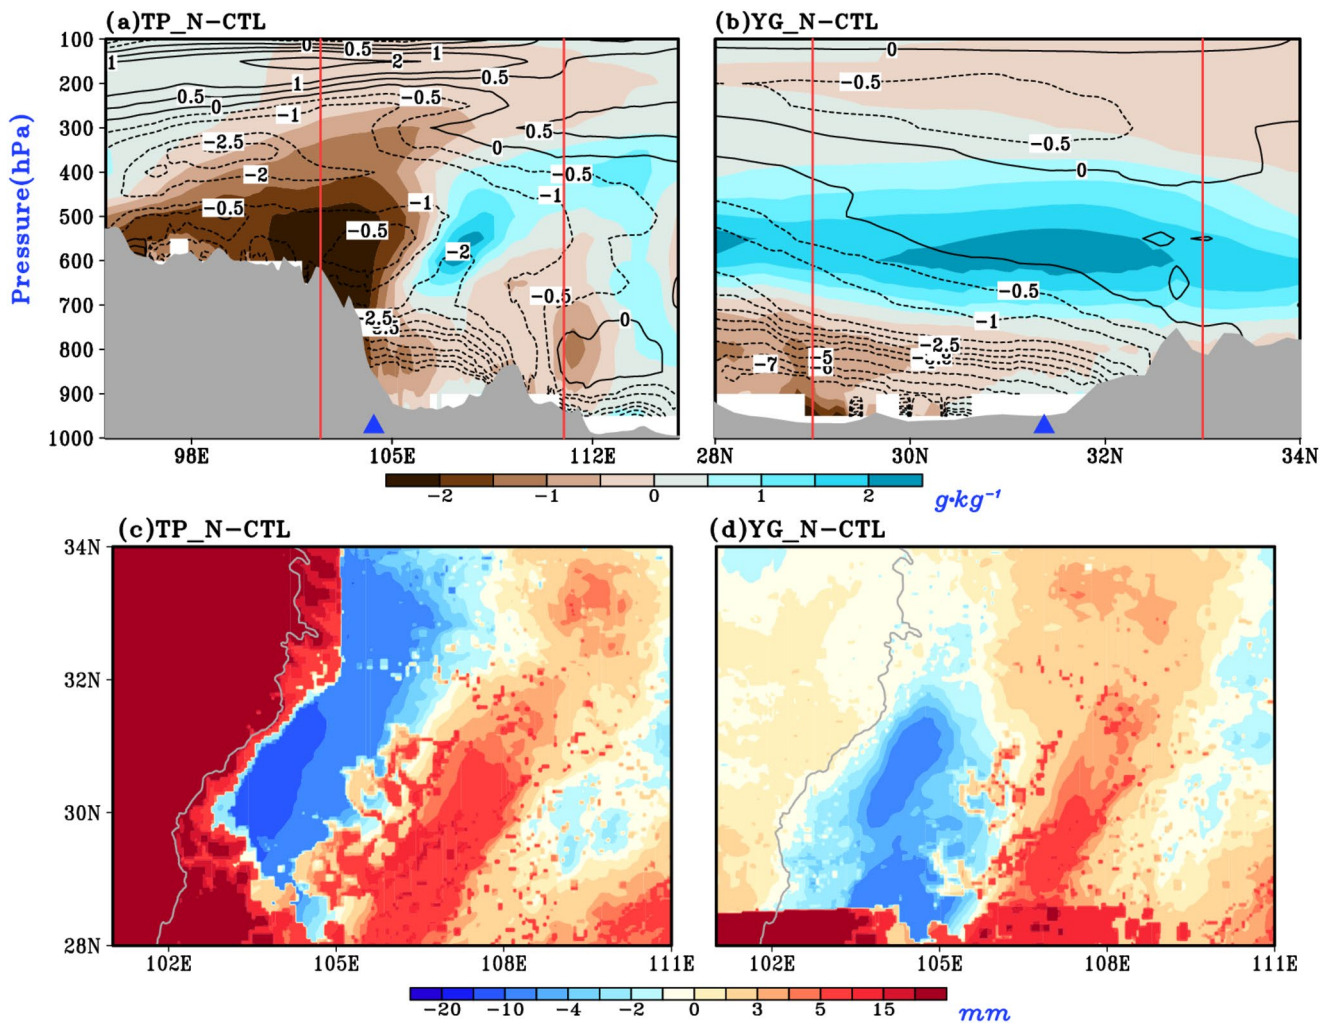 (a)TP_N−CTL
(b)YG_N−CTL
Pressure(hPa)
100
200
300
400
500
600
700
800
900
1000
0
0.5
1
1
2
1
0.5
0.5
0
−1
−0.5
−2.5
0.5
0
−2
−0.5
−1
−0.5
−1
−0.5
−2
−0.5
0
−2.5
98E
105E
112E
0
−0.5
−0.5
0
−0.5
−1
−2.5
−5
−7
28N
30N
32N
34N
−2
−1
0
1
2
g·kg⁻¹
(c)TP_N−CTL
(d)YG_N−CTL
34N
32N
30N
28N
102E
105E
108E
111E
102E
105E
108E
111E
−20
−10
−4
−2
0
3
5
15
mm